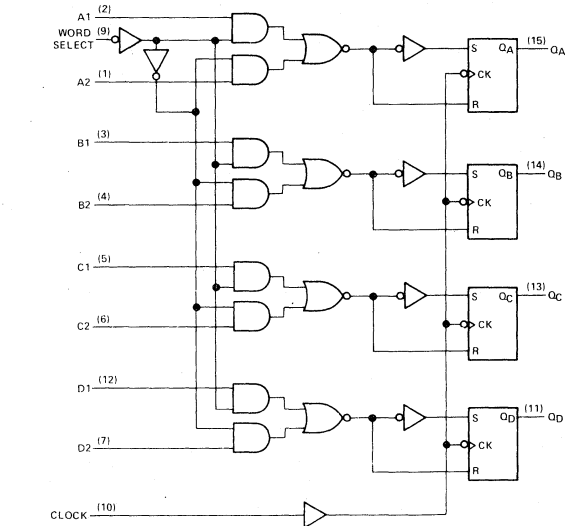 A1 (2)
WORD SELECT (9)
A2 (1)
S QA (15) QA
CK
R
B1 (3)
B2 (4)
S QB (14) QB
CK
R
C1 (5)
C2 (6)
S QC (13) QC
CK
R
D1 (12)
D2 (7)
S QD (11) QD
CK
R
CLOCK (10)